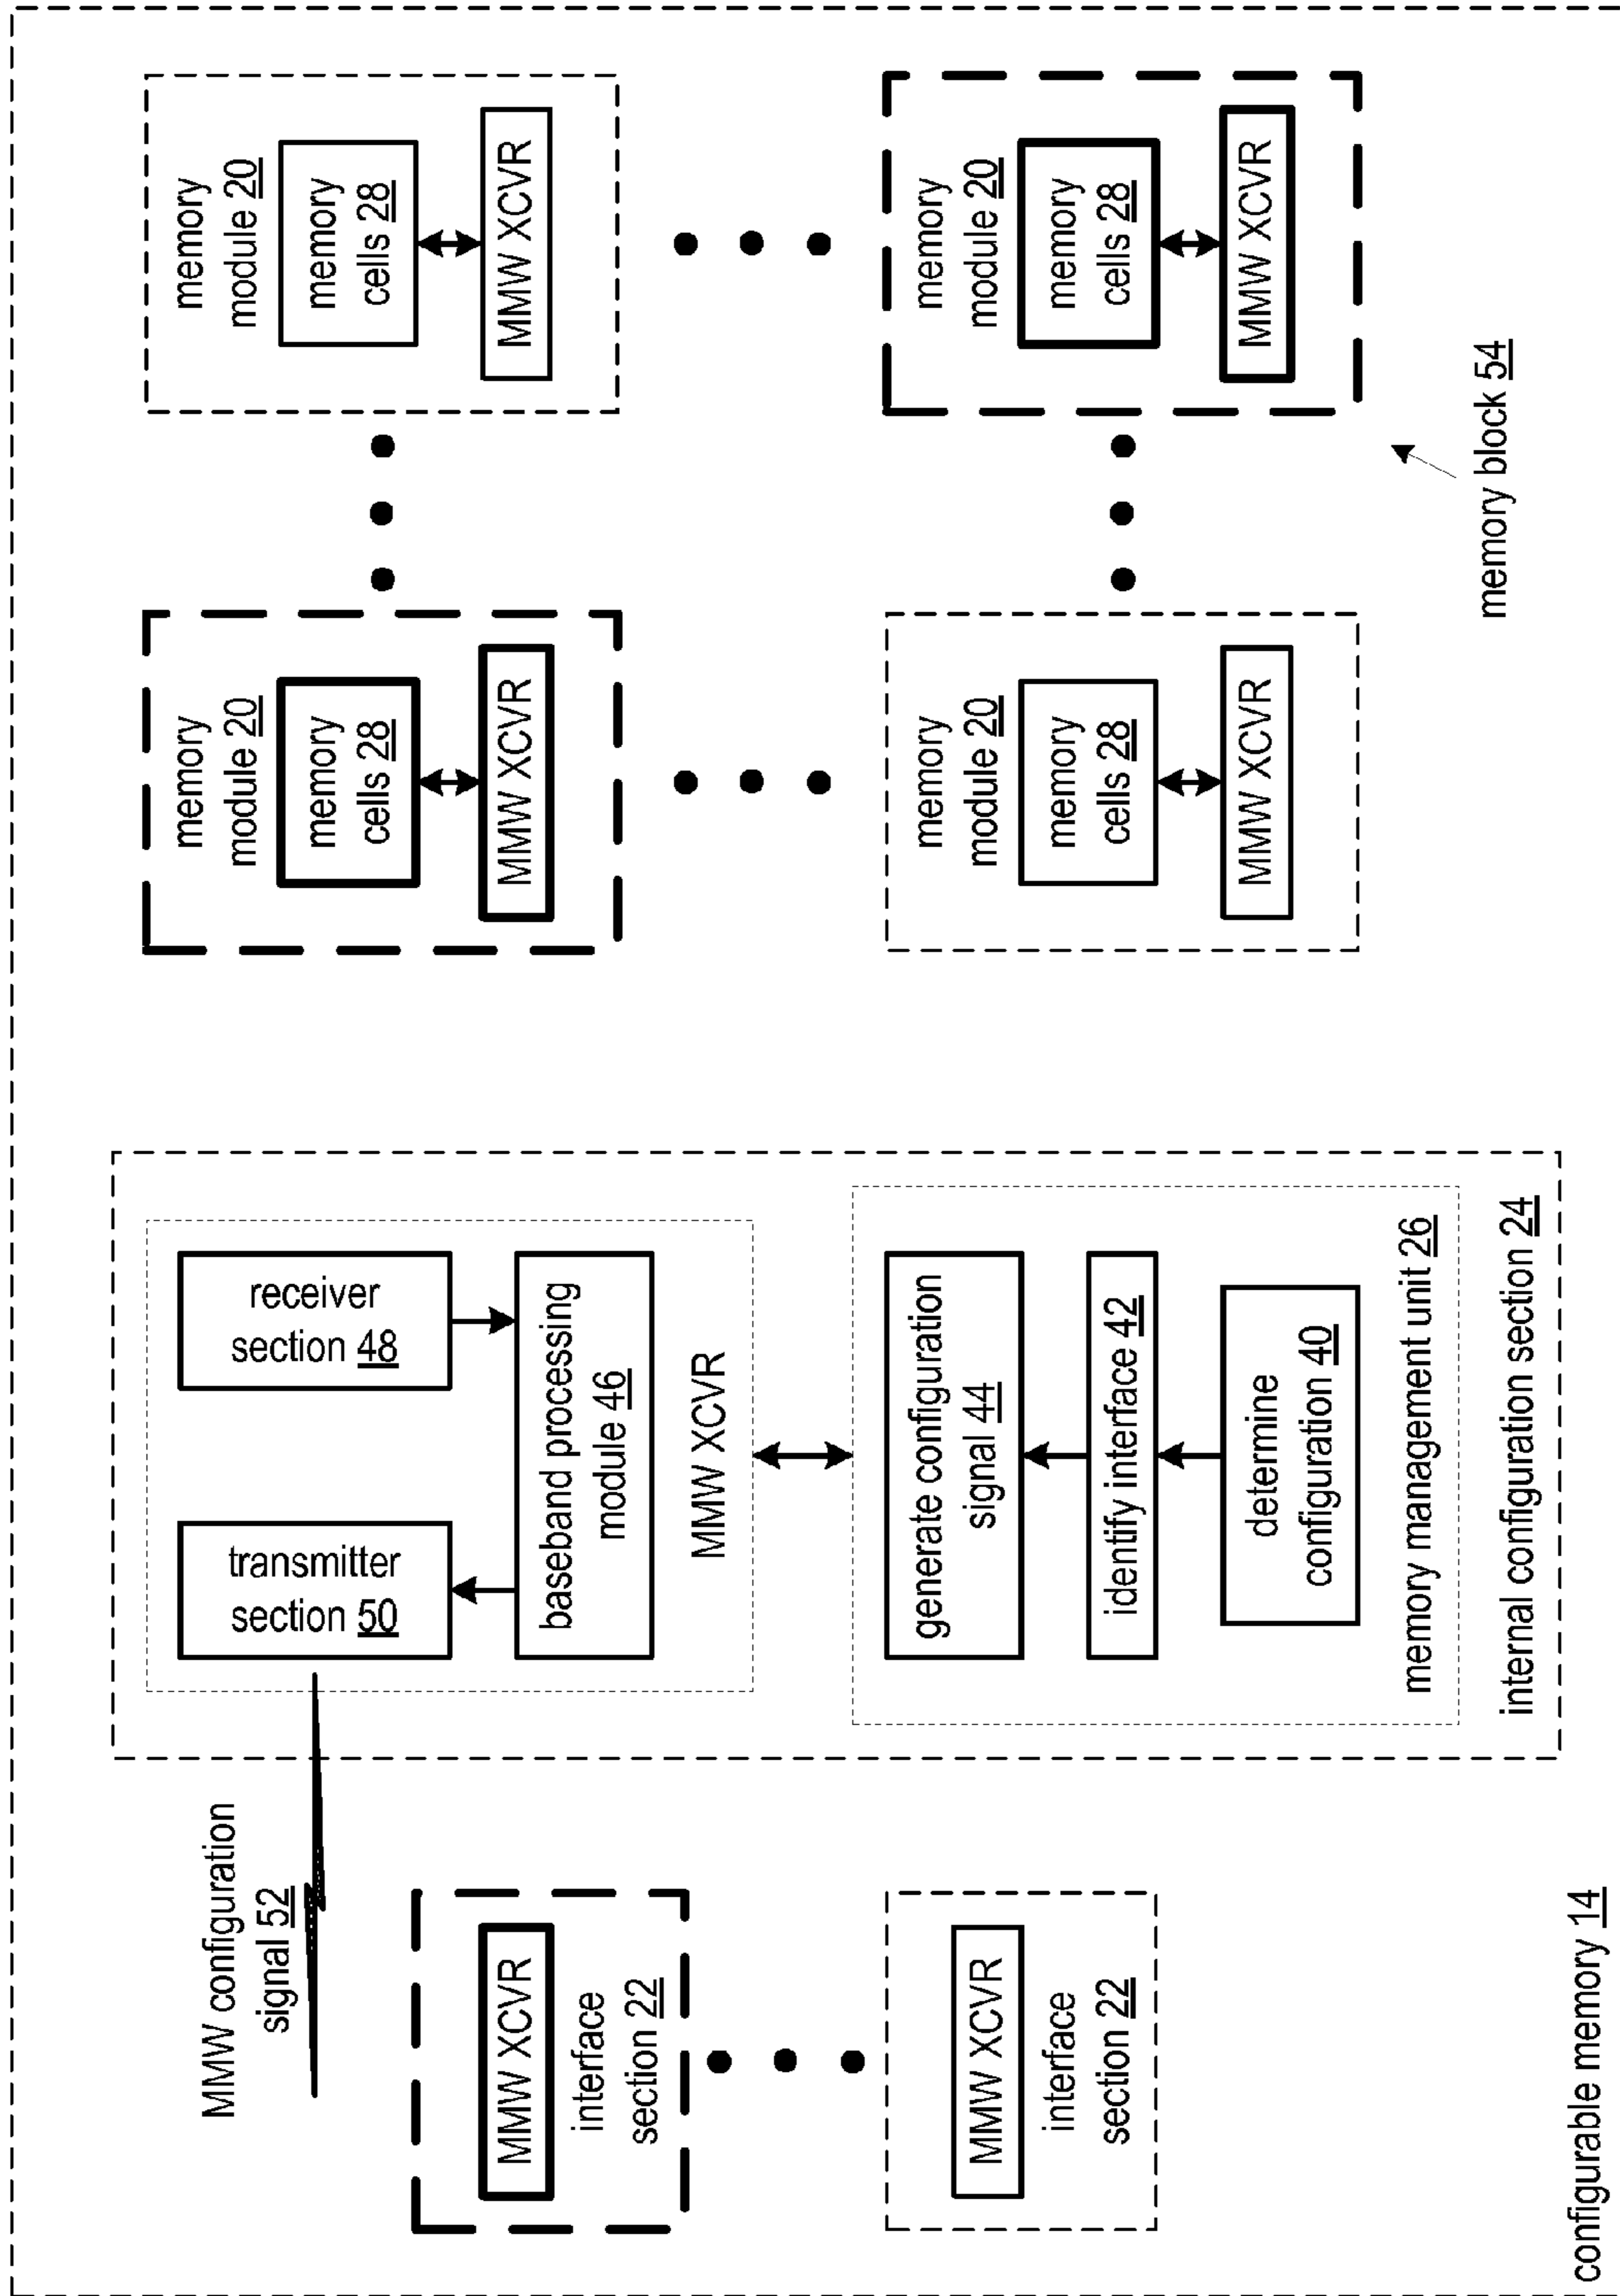 MMW configuration
signal 52
MMW XCVR
interface
section 22
MMW XCVR
interface
section 22
configurable memory 14
transmitter
section 50
receiver
section 48
baseband processing
module 46
MMW XCVR
generate configuration
signal 44
identify interface 42
determine
configuration 40
memory management unit 26
internal configuration section 24
memory
module 20
memory
cells 28
MMW XCVR
memory
module 20
memory
cells 28
MMW XCVR
memory
module 20
memory
cells 28
MMW XCVR
memory
module 20
memory
cells 28
MMW XCVR
memory block 54